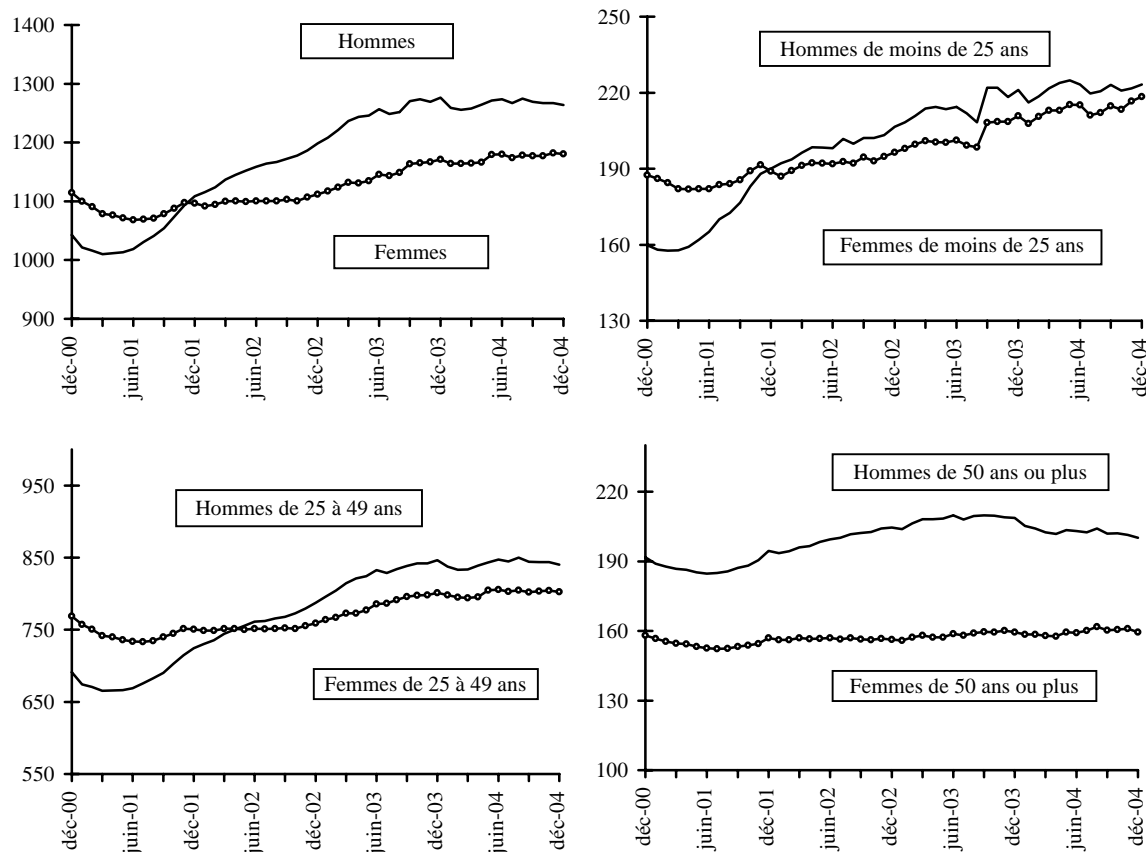 1400
1300
1200
1100
1000
900
Hommes
Femmes
déc-00
juin-01
déc-01
juin-02
déc-02
juin-03
déc-03
juin-04
déc-04
250
220
190
160
130
Hommes de moins de 25 ans
Femmes de moins de 25 ans
déc-00
juin-01
déc-01
juin-02
déc-02
juin-03
déc-03
juin-04
déc-04
950
850
750
650
550
Hommes de 25 à 49 ans
Femmes de 25 à 49 ans
déc-00
juin-01
déc-01
juin-02
déc-02
juin-03
déc-03
juin-04
déc-04
220
190
160
130
100
Hommes de 50 ans ou plus
Femmes de 50 ans ou plus
déc-00
juin-01
déc-01
juin-02
déc-02
juin-03
déc-03
juin-04
déc-04